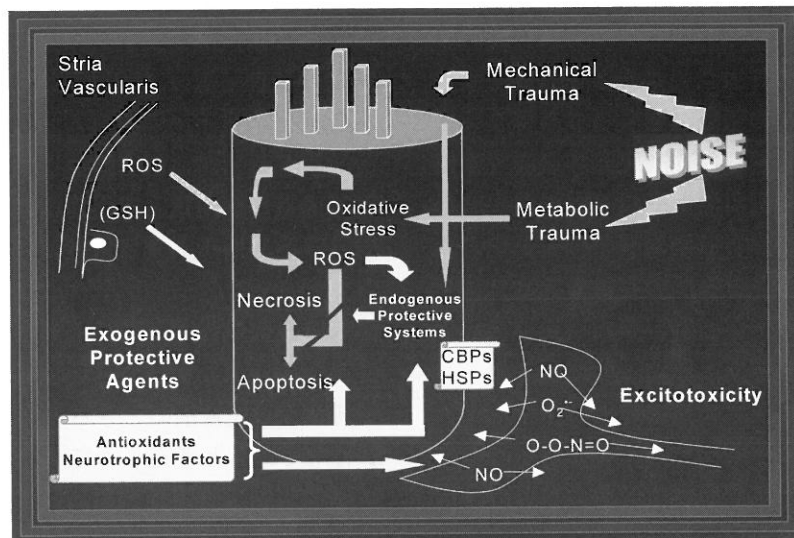 Stria
Vascularis
Mechanical
Trauma
NOISE
ROS
(GSH)
Oxidative
Stress
Metabolic
Trauma
ROS
Necrosis
Endogenous
Protective
Systems
Exogenous
Protective
Agents
Apoptosis
CBPs
HSPs
NO
Excitotoxicity
O₂·-
Antioxidants
Neurotrophic Factors
O-O-N=O
NO